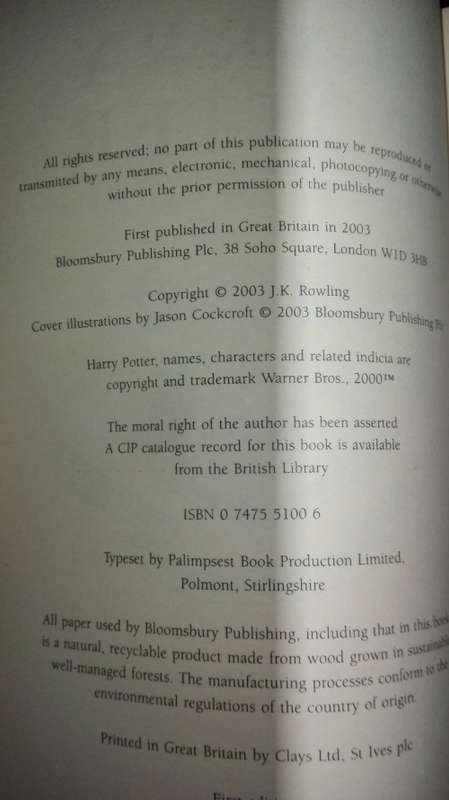 All rights reserved; no part of this publication may be reproduced or
transmitted by any means, electronic, mechanical, photocopying or otherwise
without the prior permission of the publisher
First published in Great Britain in 2003
Bloomsbury Publishing Plc, 38 Soho Square, London W1D 3HB
Copyright © 2003 J.K. Rowling
Cover illustrations by Jason Cockcroft © 2003 Bloomsbury Publishing Plc
Harry Potter, names, characters and related indicia are
copyright and trademark Warner Bros., 2000™
The moral right of the author has been asserted
A CIP catalogue record for this book is available
from the British Library
ISBN 0 7475 5100 6
Typeset by Palimpsest Book Production Limited,
Polmont, Stirlingshire
All paper used by Bloomsbury Publishing, including that in this book
is a natural, recyclable product made from wood grown in sustainable
well-managed forests. The manufacturing processes conform to the
environmental regulations of the country of origin.
Printed in Great Britain by Clays Ltd, St Ives plc
First